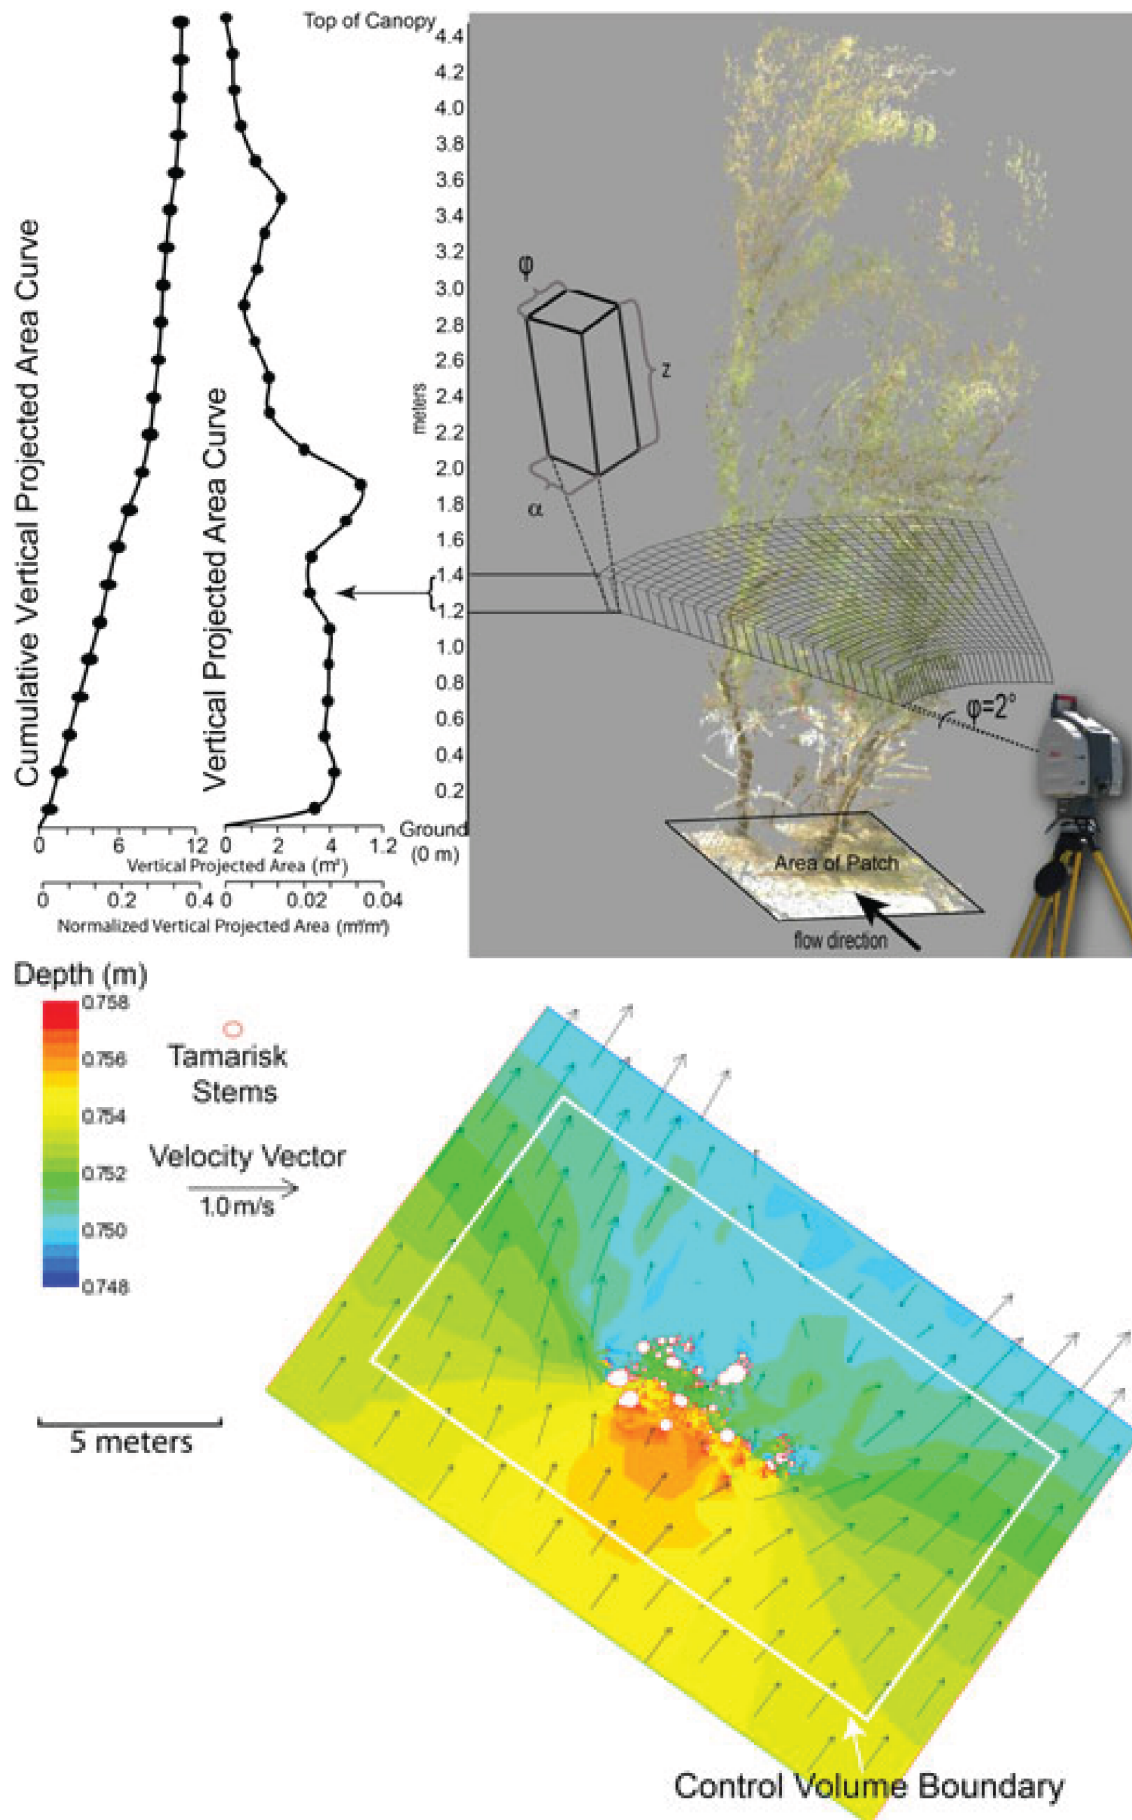 Top of Canopy
4.4
4.2
4.0
3.8
3.6
3.4
3.2
3.0
2.8
2.6
2.4
2.2
2.0
1.8
1.6
1.4
1.2
1.0
0.8
0.6
0.4
0.2
Ground
(0 m)
meters
Cumulative Vertical Projected Area Curve
Vertical Projected Area Curve
φ
z
α
φ=2°
Area of Patch
flow direction
0 6 12 0 2 4 1.2
Vertical Projected Area (m²)
0 0.2 0.4 0 0.02 0.04
Normalized Vertical Projected Area (m²/m²)
Depth (m)
0.758
0.756
0.754
0.752
0.750
0.748
Tamarisk
Stems
Velocity Vector
1.0 m/s
5 meters
Control Volume Boundary